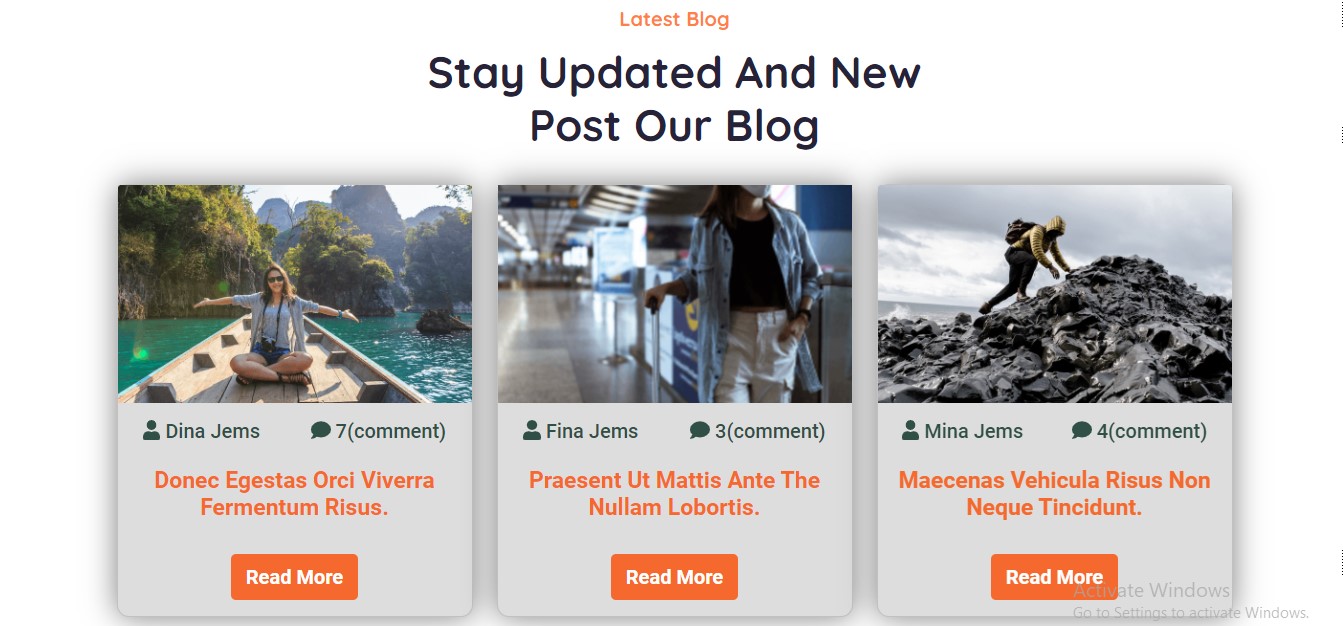 Latest Blog
Stay Updated And New
Post Our Blog
Dina Jems 7(comment)
Fina Jems 3(comment)
Mina Jems 4(comment)
Donec Egestas Orci Viverra
Fermentum Risus.
Praesent Ut Mattis Ante The
Nullam Lobortis.
Maecenas Vehicula Risus Non
Neque Tincidunt.
Read More
Read More
Read More
Activate Windows
Go to Settings to activate Windows.